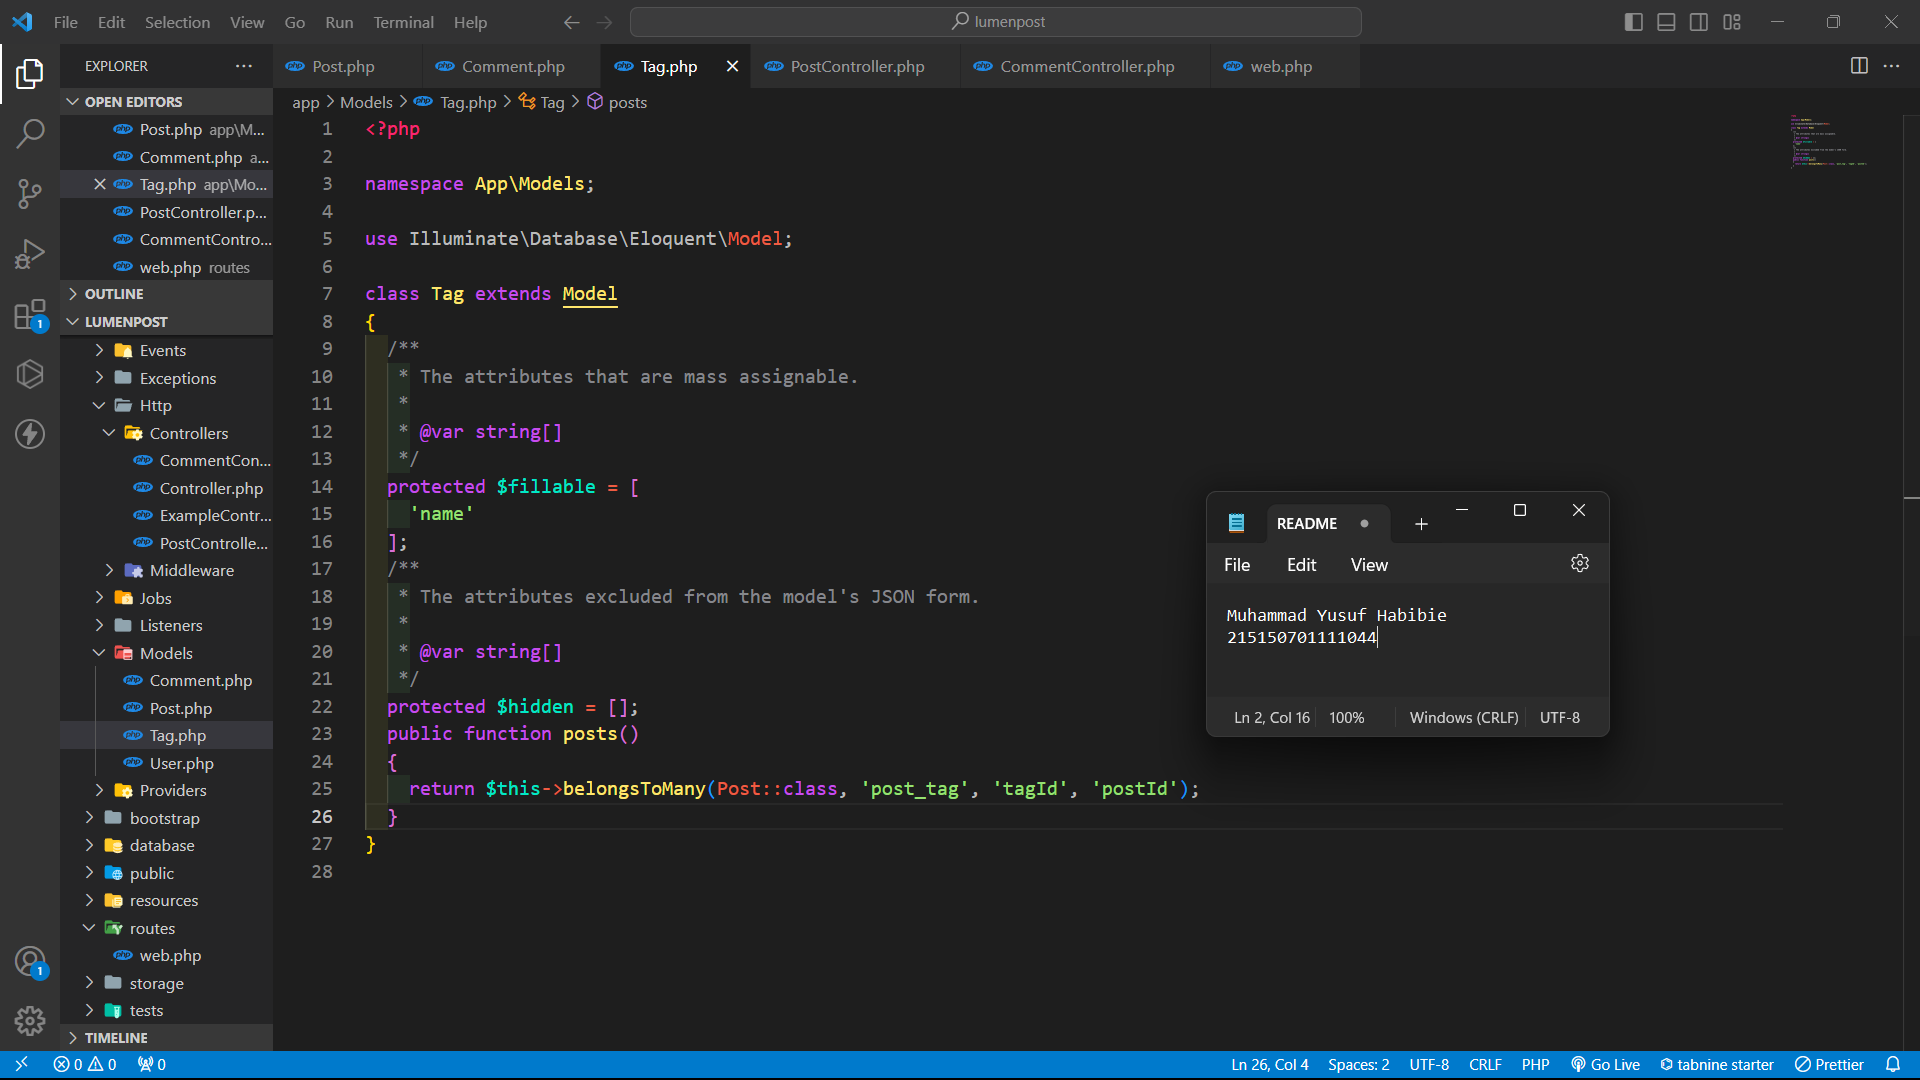 File Edit Selection View Go Run Terminal Help
lumenpost
EXPLORER
Post.php
Comment.php
Tag.php
PostController.php
CommentController.php
web.php
OPEN EDITORS
Post.php app\M...
Comment.php a...
Tag.php app\Mo...
PostController.p...
CommentContro...
web.php routes
OUTLINE
LUMENPOST
Events
Exceptions
Http
Controllers
CommentCon...
Controller.php
ExampleContr...
PostControlle...
Middleware
Jobs
Listeners
Models
Comment.php
Post.php
Tag.php
User.php
Providers
bootstrap
database
public
resources
routes
web.php
storage
tests
TIMELINE
app > Models > Tag.php > Tag > posts
1 <?php
2
3 namespace App\Models;
4
5 use Illuminate\Database\Eloquent\Model;
6
7 class Tag extends Model
8 {
9 /**
10 * The attributes that are mass assignable.
11 *
12 * @var string[]
13 */
14 protected $fillable = [
15 'name'
16 ];
17 /**
18 * The attributes excluded from the model's JSON form.
19 *
20 * @var string[]
21 */
22 protected $hidden = [];
23 public function posts()
24 {
25 return $this->belongsToMany(Post::class, 'post_tag', 'tagId', 'postId');
26 }
27 }
28
README
File Edit View
Muhammad Yusuf Habibie
215150701111044
Ln 2, Col 16 100% Windows (CRLF) UTF-8
0 0 0
Ln 26, Col 4 Spaces: 2 UTF-8 CRLF PHP Go Live tabnine starter Prettier